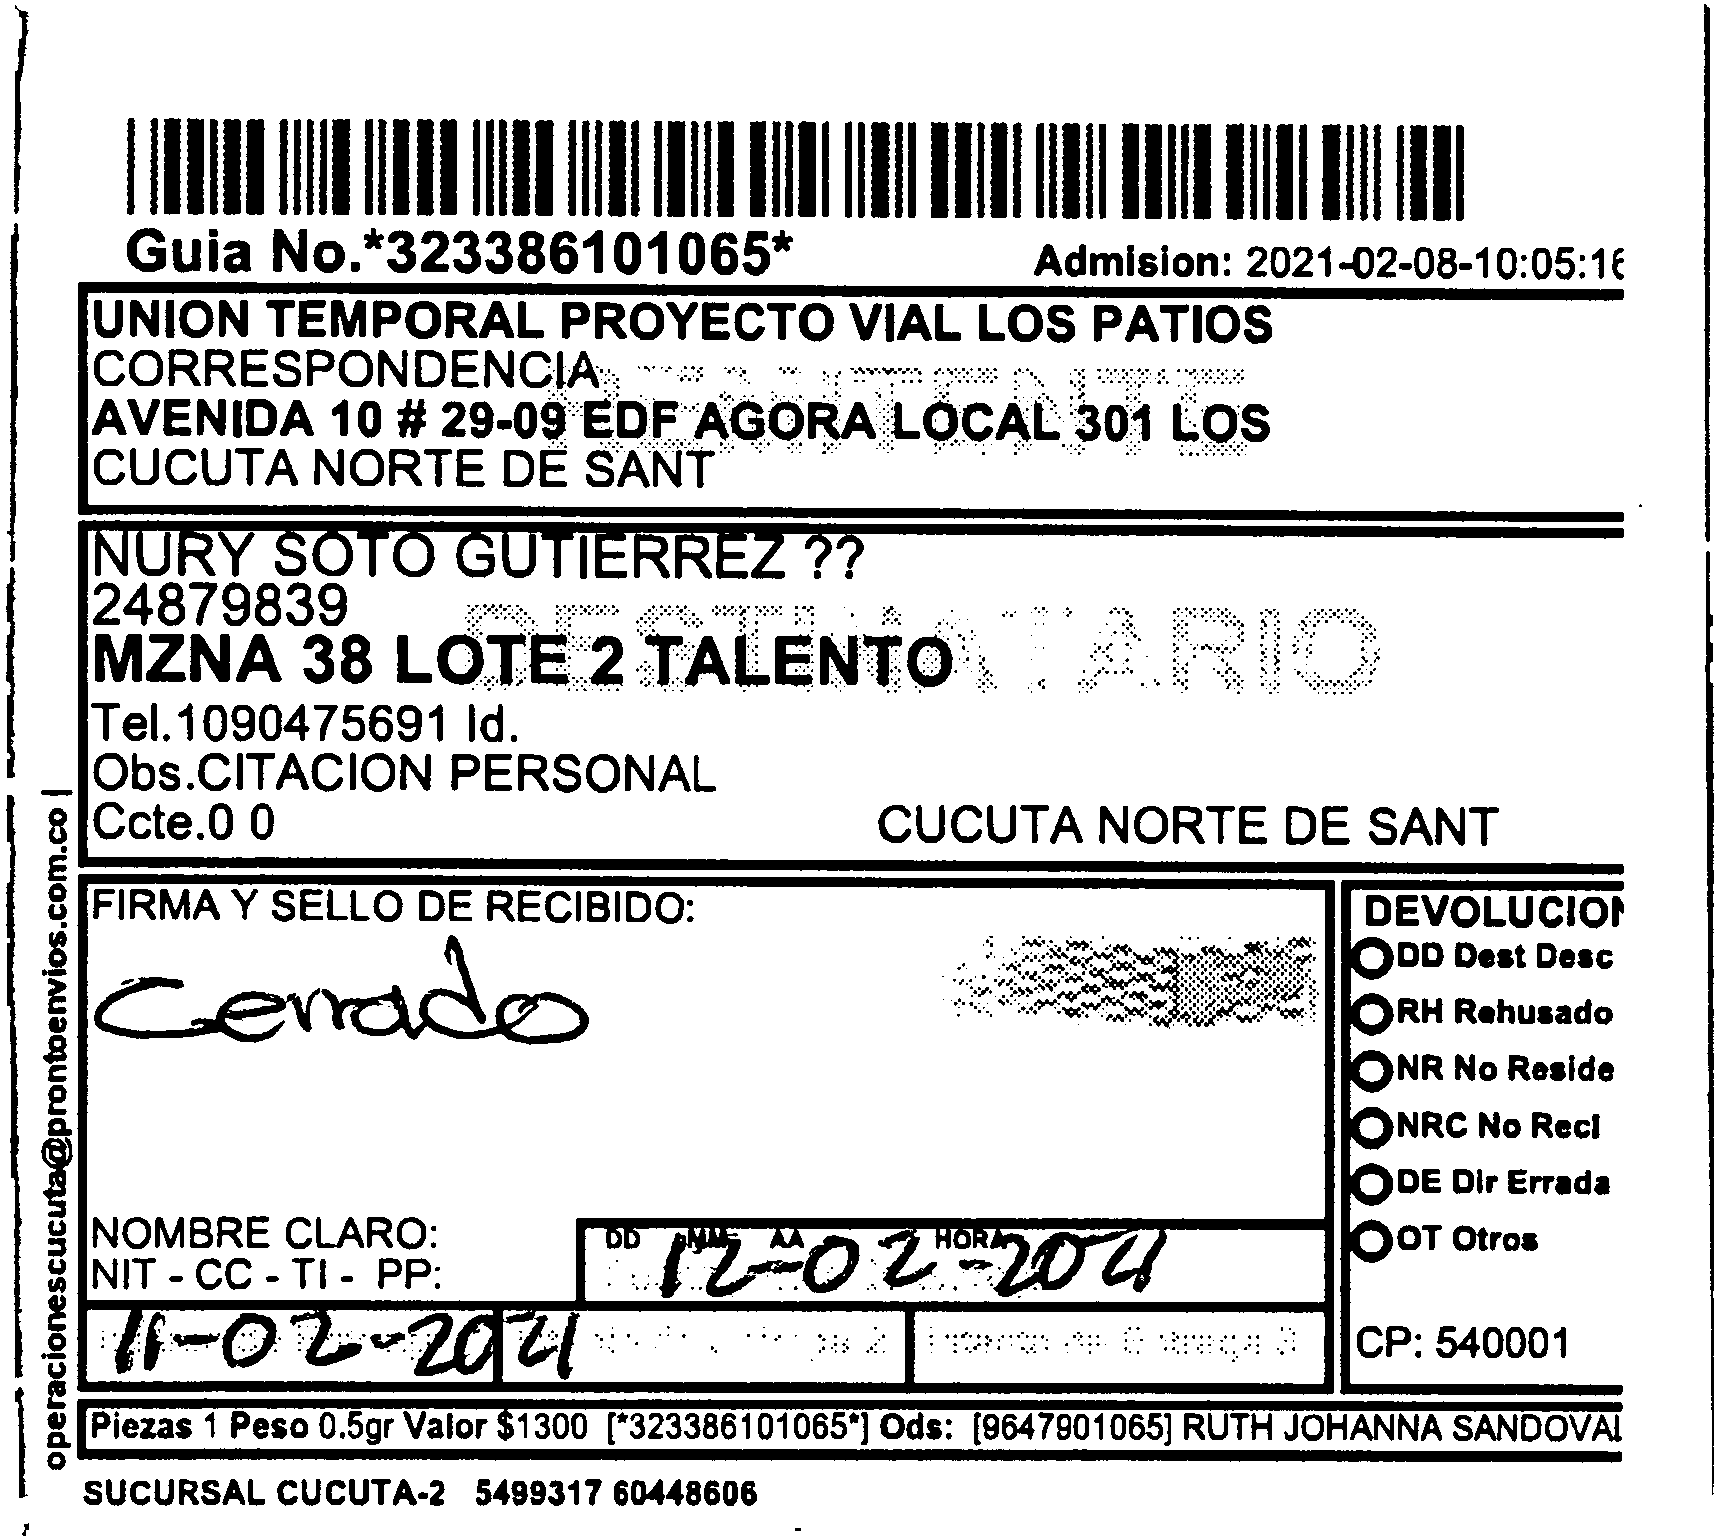 Guia No.*323386101065*
Admision: 2021-02-08-10:05:16
UNION TEMPORAL PROYECTO VIAL LOS PATIOS
CORRESPONDENCIA
REMITENTE
AVENIDA 10 # 29-09 EDF AGORA LOCAL 301 LOS
CUCUTA NORTE DE SANT
NURY SOTO GUTIERREZ ??
24879839
DESTINATARIO
MZNA 38 LOTE 2 TALENTO
Tel.1090475691 Id.
Obs.CITACION PERSONAL
Ccte.0 0
CUCUTA NORTE DE SANT
FIRMA Y SELLO DE RECIBIDO:
Cerrado
NOMBRE CLARO:
NIT - CC - TI - PP:
DD MM AA HORA
12-02-2021
11-02-2021
DEVOLUCION
DD Dest Desc
RH Rehusado
NR No Reside
NRC No Recl
DE Dir Errada
OT Otros
CP: 540001
Piezas 1 Peso 0.5gr Valor $1300 [*323386101065*] Ods: [9647901065] RUTH JOHANNA SANDOVAL
SUCURSAL CUCUTA-2 5499317 60448606
operacionescucuta@prontoenvios.com.co |